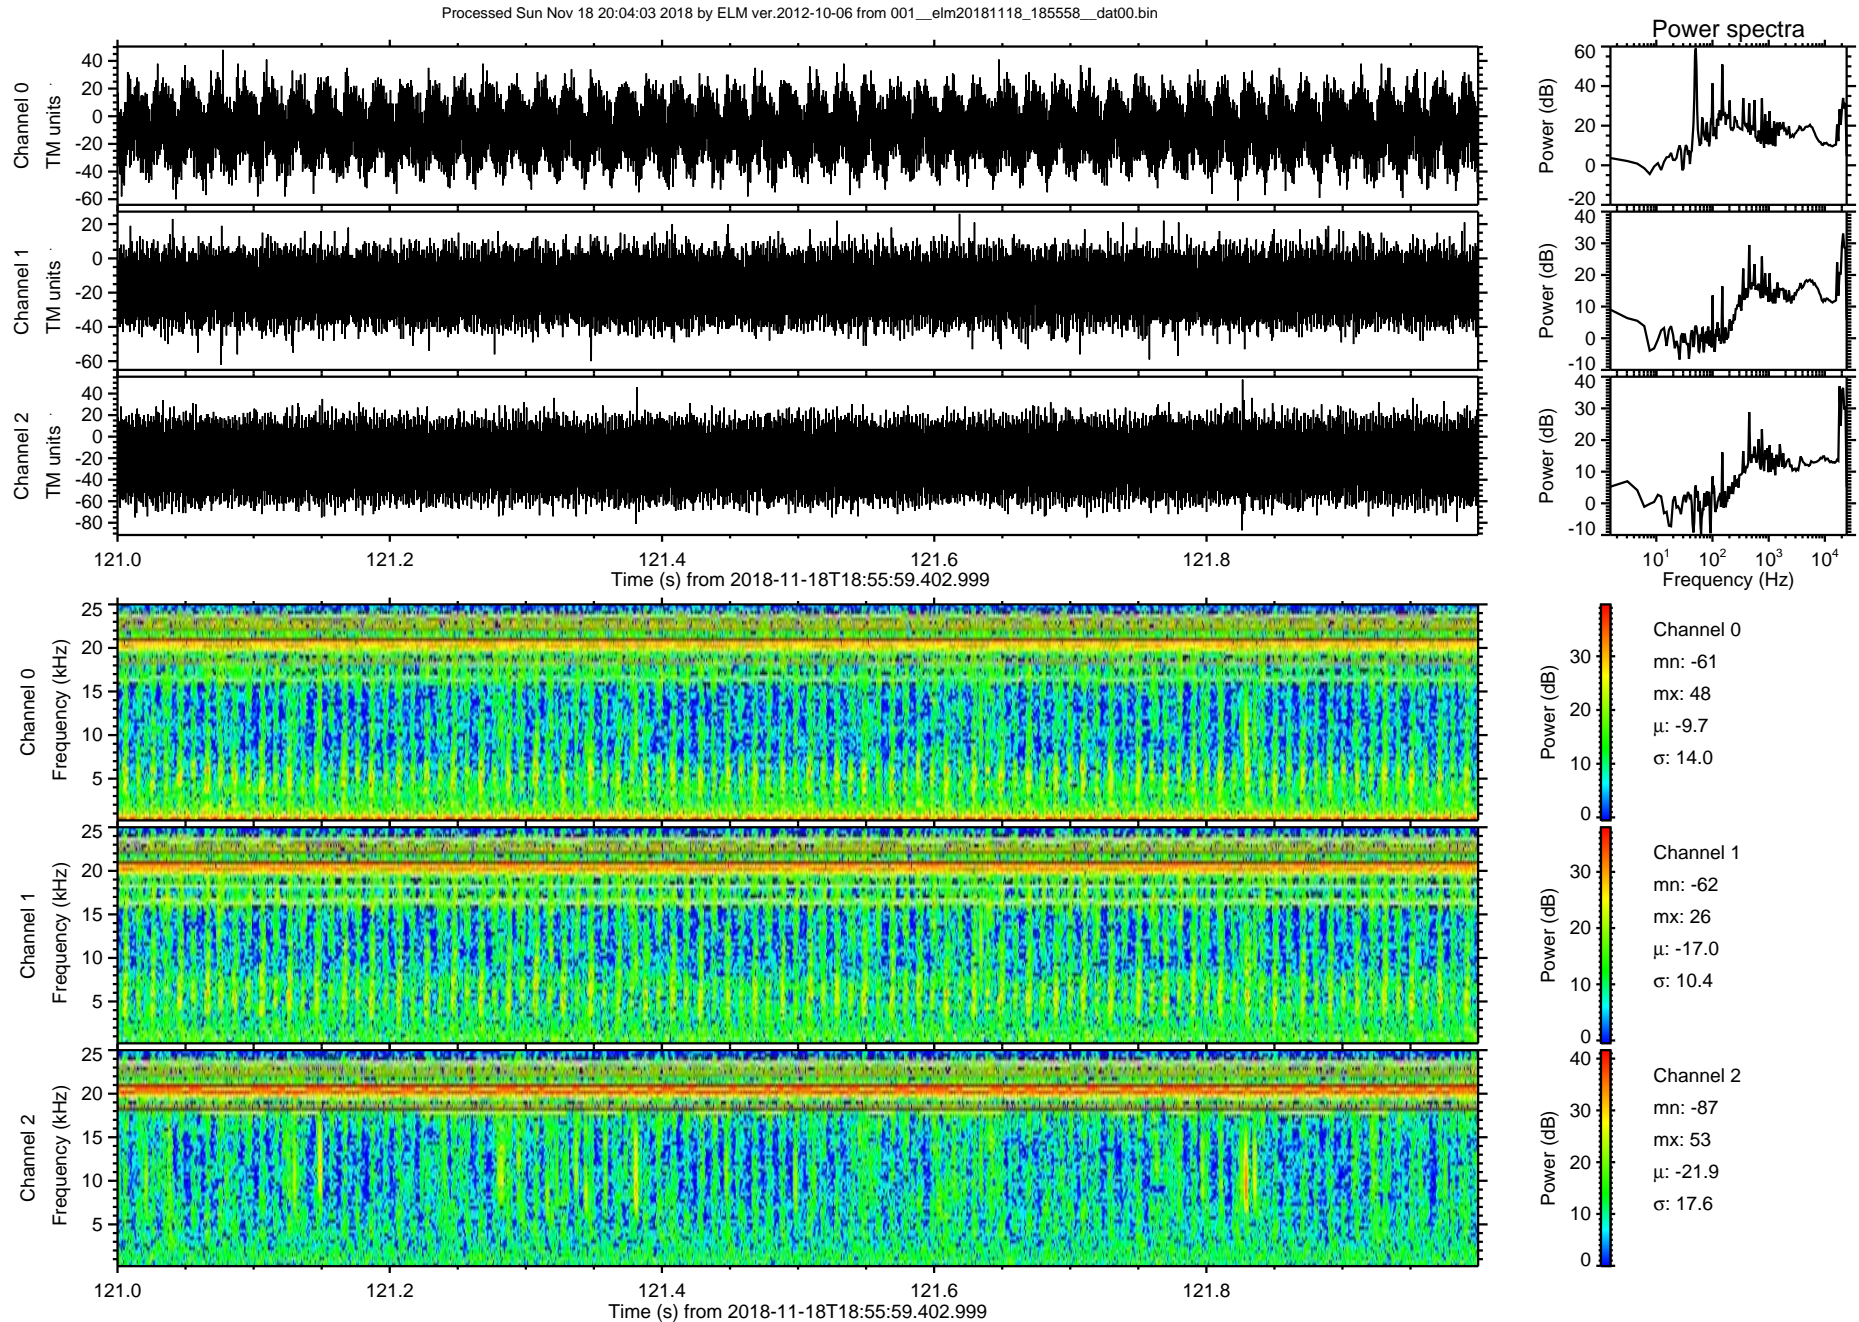 Processed Sun Nov 18 20:04:03 2018 by ELM ver.2012-10-06 from 001__elm20181118_185558__dat00.bin
Power spectra
Channel 0
TM units
40
20
0
-20
-40
-60
Power (dB)
60
40
20
0
-20
Channel 1
TM units
20
0
-20
-40
-60
Power (dB)
40
30
20
10
0
-10
Channel 2
TM units
40
20
0
-20
-40
-60
-80
Power (dB)
40
30
20
10
0
-10
121.0 121.2 121.4 121.6 121.8
Time (s) from 2018-11-18T18:55:59.402.999
10^1 10^2 10^3 10^4
Frequency (Hz)
Channel 0
Frequency (kHz)
25
20
15
10
5
Power (dB)
30
20
10
0
Channel 0
mn: -61
mx: 48
μ: -9.7
σ: 14.0
Channel 1
Frequency (kHz)
25
20
15
10
5
Power (dB)
30
20
10
0
Channel 1
mn: -62
mx: 26
μ: -17.0
σ: 10.4
Channel 2
Frequency (kHz)
25
20
15
10
5
Power (dB)
40
30
20
10
0
Channel 2
mn: -87
mx: 53
μ: -21.9
σ: 17.6
121.0 121.2 121.4 121.6 121.8
Time (s) from 2018-11-18T18:55:59.402.999